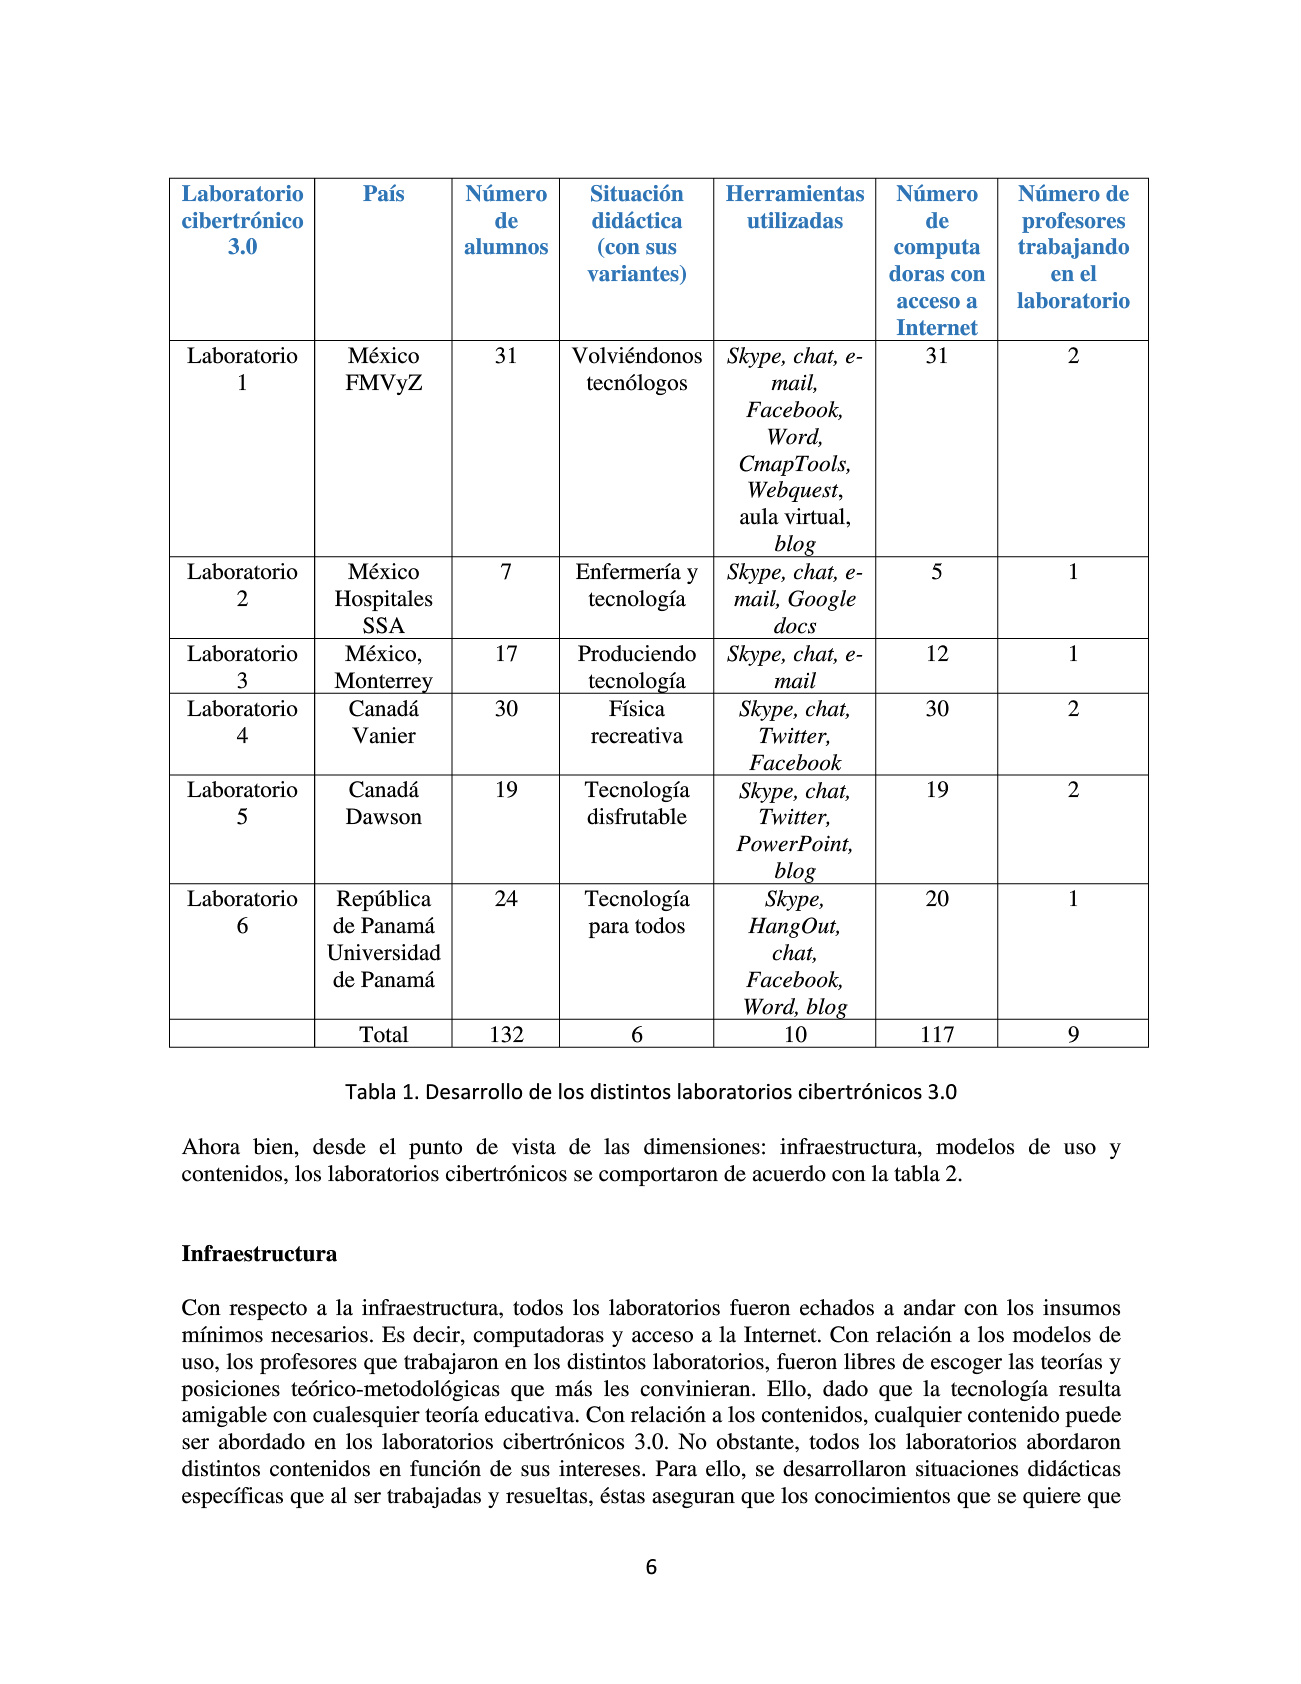 Laboratorio cibertrónico 3.0 | País | Número de alumnos | Situación didáctica (con sus variantes) | Herramientas utilizadas | Número de computa doras con acceso a Internet | Número de profesores trabajando en el laboratorio
Laboratorio 1 | México FMVyZ | 31 | Volviéndonos tecnólogos | Skype, chat, e-mail, Facebook, Word, CmapTools, Webquest, aula virtual, blog | 31 | 2
Laboratorio 2 | México Hospitales SSA | 7 | Enfermería y tecnología | Skype, chat, e-mail, Google docs | 5 | 1
Laboratorio 3 | México, Monterrey | 17 | Produciendo tecnología | Skype, chat, e-mail | 12 | 1
Laboratorio 4 | Canadá Vanier | 30 | Física recreativa | Skype, chat, Twitter, Facebook | 30 | 2
Laboratorio 5 | Canadá Dawson | 19 | Tecnología disfrutable | Skype, chat, Twitter, PowerPoint, blog | 19 | 2
Laboratorio 6 | República de Panamá Universidad de Panamá | 24 | Tecnología para todos | Skype, HangOut, chat, Facebook, Word, blog | 20 | 1
Total | 132 | 6 | 10 | 117 | 9
Tabla 1. Desarrollo de los distintos laboratorios cibertrónicos 3.0
Ahora bien, desde el punto de vista de las dimensiones: infraestructura, modelos de uso y
contenidos, los laboratorios cibertrónicos se comportaron de acuerdo con la tabla 2.
Infraestructura
Con respecto a la infraestructura, todos los laboratorios fueron echados a andar con los insumos
mínimos necesarios. Es decir, computadoras y acceso a la Internet. Con relación a los modelos de
uso, los profesores que trabajaron en los distintos laboratorios, fueron libres de escoger las teorías y
posiciones teórico-metodológicas que más les convinieran. Ello, dado que la tecnología resulta
amigable con cualesquier teoría educativa. Con relación a los contenidos, cualquier contenido puede
ser abordado en los laboratorios cibertrónicos 3.0. No obstante, todos los laboratorios abordaron
distintos contenidos en función de sus intereses. Para ello, se desarrollaron situaciones didácticas
específicas que al ser trabajadas y resueltas, éstas aseguran que los conocimientos que se quiere que
6